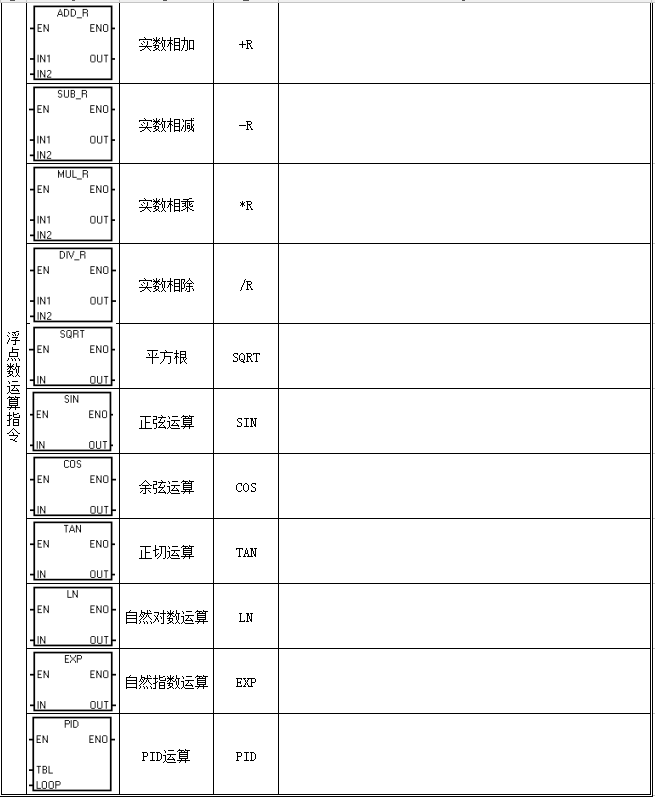 浮点数运算指令
ADD_R
EN ENO
IN1 OUT
IN2
实数相加
+R
SUB_R
EN ENO
IN1 OUT
IN2
实数相减
-R
MUL_R
EN ENO
IN1 OUT
IN2
实数相乘
*R
DIV_R
EN ENO
IN1 OUT
IN2
实数相除
/R
SQRT
EN ENO
IN OUT
平方根
SQRT
SIN
EN ENO
IN OUT
正弦运算
SIN
COS
EN ENO
IN OUT
余弦运算
COS
TAN
EN ENO
IN OUT
正切运算
TAN
LN
EN ENO
IN OUT
自然对数运算
LN
EXP
EN ENO
IN OUT
自然指数运算
EXP
PID
EN ENO
TBL
LOOP
PID运算
PID